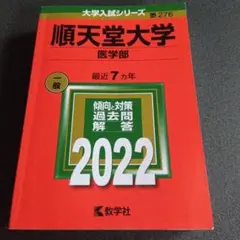 大学入試シリーズ 276
順天堂大学
医学部
一般
最近7ヵ年
傾向と対策
過去問
解答
2022
教学社